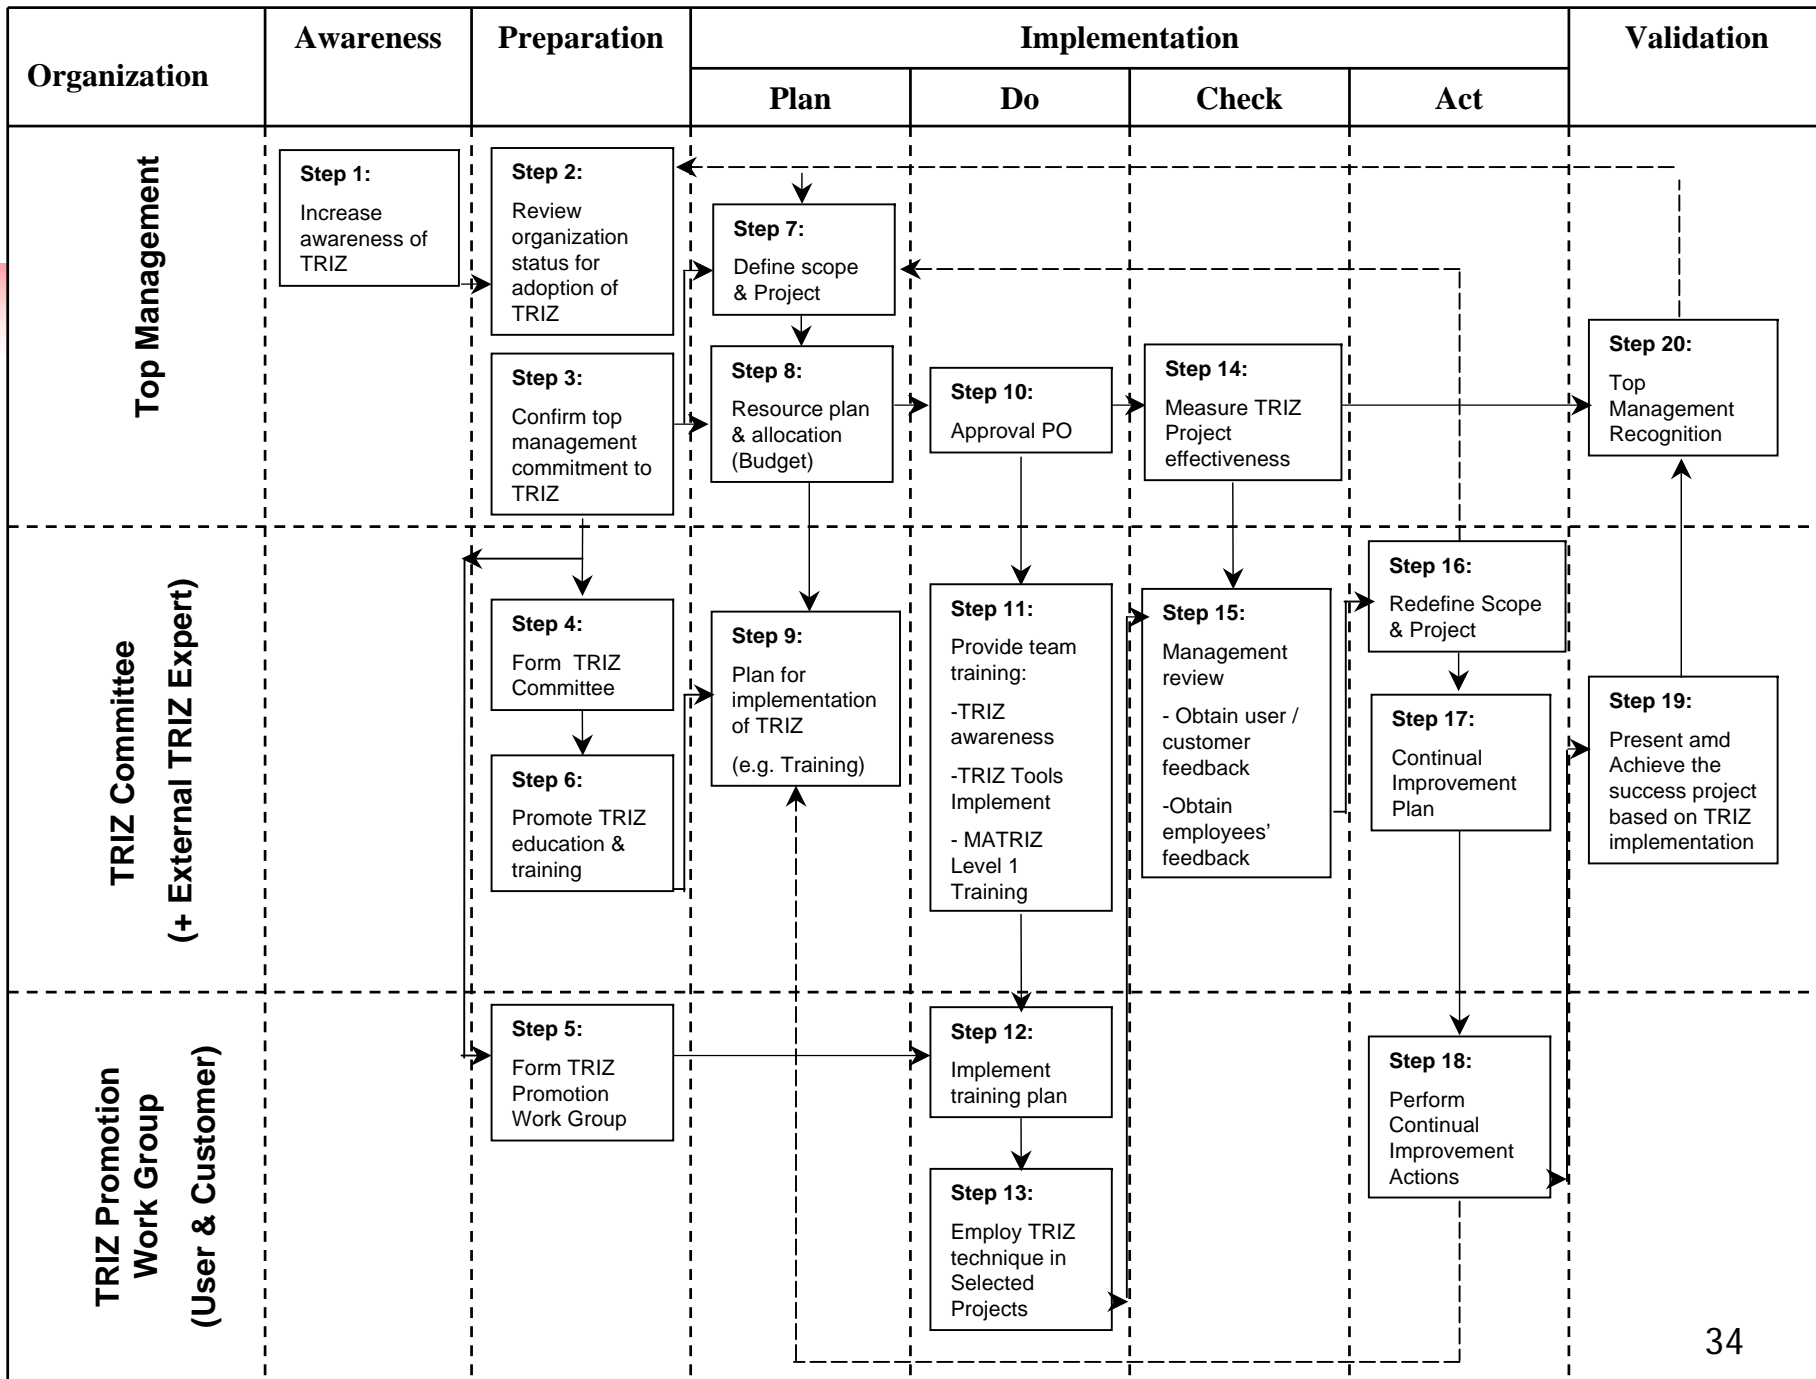 Organization
Awareness
Preparation
Implementation
Validation
Plan
Do
Check
Act
Top Management
Step 1:
Increase
awareness of
TRIZ
Step 2:
Review
organization
status for
adoption of
TRIZ
Step 3:
Confirm top
management
commitment to
TRIZ
Step 7:
Define scope
& Project
Step 8:
Resource plan
& allocation
(Budget)
Step 10:
Approval PO
Step 14:
Measure TRIZ
Project
effectiveness
Step 20:
Top
Management
Recognition
TRIZ Committee
(+ External TRIZ Expert)
Step 4:
Form TRIZ
Committee
Step 6:
Promote TRIZ
education &
training
Step 9:
Plan for
implementation
of TRIZ
(e.g. Training)
Step 11:
Provide team
training:
-TRIZ
awareness
-TRIZ Tools
Implement
- MATRIZ
Level 1
Training
Step 15:
Management
review
- Obtain user /
customer
feedback
-Obtain
employees’
feedback
Step 16:
Redefine Scope
& Project
Step 17:
Continual
Improvement
Plan
Step 19:
Present amd
Achieve the
success project
based on TRIZ
implementation
TRIZ Promotion
Work Group
(User & Customer)
Step 5:
Form TRIZ
Promotion
Work Group
Step 12:
Implement
training plan
Step 13:
Employ TRIZ
technique in
Selected
Projects
Step 18:
Perform
Continual
Improvement
Actions
34